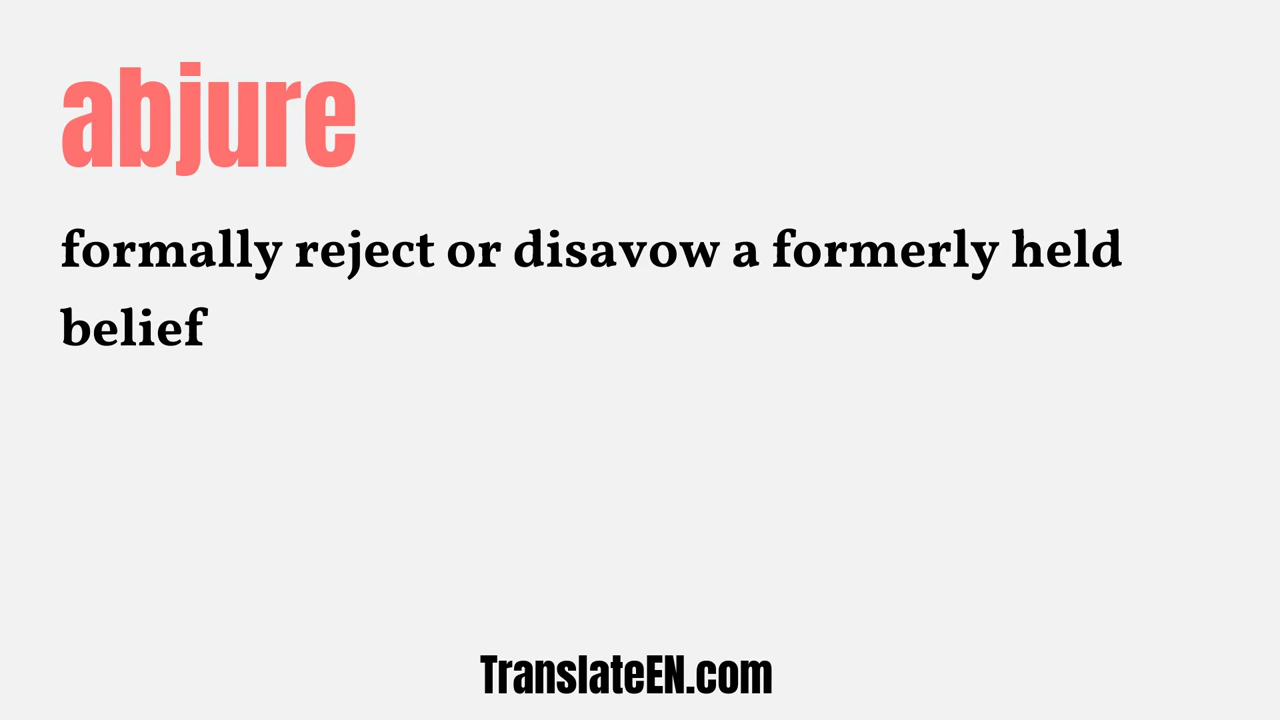 abjure
formally reject or disavow a formerly held
belief
TranslateEN.com